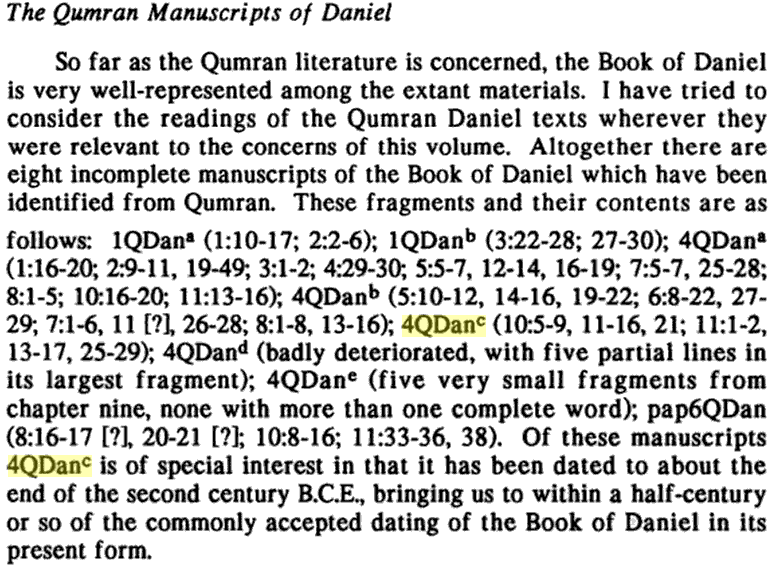 The Qumran Manuscripts of Daniel
So far as the Qumran literature is concerned, the Book of Daniel
is very well-represented among the extant materials. I have tried to
consider the readings of the Qumran Daniel texts wherever they
were relevant to the concerns of this volume. Altogether there are
eight incomplete manuscripts of the Book of Daniel which have been
identified from Qumran. These fragments and their contents are as
follows: 1QDanᵃ (1:10-17; 2:2-6); 1QDanᵇ (3:22-28; 27-30); 4QDanᵃ
(1:16-20; 2:9-11, 19-49; 3:1-2; 4:29-30; 5:5-7, 12-14, 16-19; 7:5-7, 25-28;
8:1-5; 10:16-20; 11:13-16); 4QDanᵇ (5:10-12, 14-16, 19-22; 6:8-22, 27-
29; 7:1-6, 11 [?], 26-28; 8:1-8, 13-16); 4QDanᶜ (10:5-9, 11-16, 21; 11:1-2,
13-17, 25-29); 4QDanᵈ (badly deteriorated, with five partial lines in
its largest fragment); 4QDanᵉ (five very small fragments from
chapter nine, none with more than one complete word); pap6QDan
(8:16-17 [?], 20-21 [?]; 10:8-16; 11:33-36, 38). Of these manuscripts
4QDanᶜ is of special interest in that it has been dated to about the
end of the second century B.C.E., bringing us to within a half-century
or so of the commonly accepted dating of the Book of Daniel in its
present form.